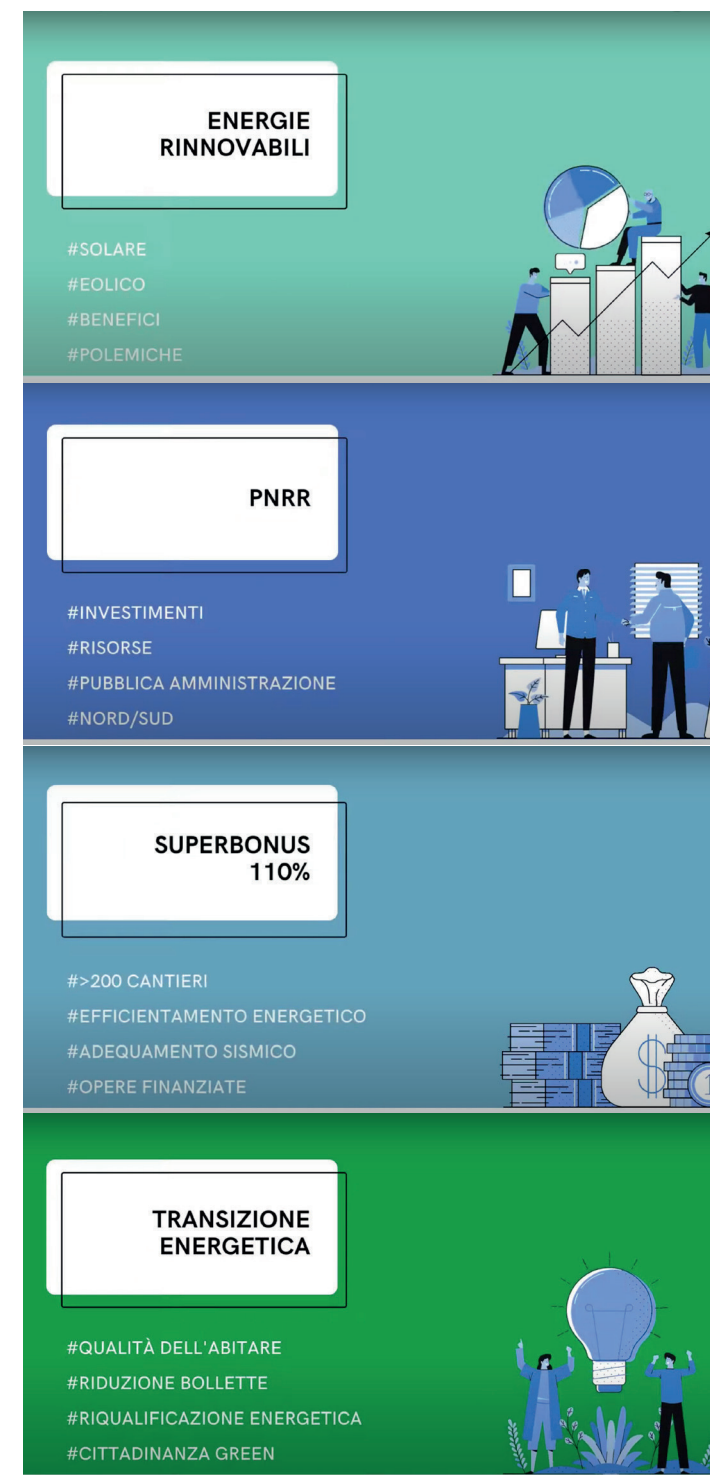 ENERGIE
RINNOVABILI
#SOLARE
#EOLICO
#BENEFICI
#POLEMICHE
PNRR
#INVESTIMENTI
#RISORSE
#PUBBLICA AMMINISTRAZIONE
#NORD/SUD
SUPERBONUS
110%
#>200 CANTIERI
#EFFICIENTAMENTO ENERGETICO
#ADEQUAMENTO SISMICO
#OPERE FINANZIATE
$
1
TRANSIZIONE
ENERGETICA
#QUALITÀ DELL'ABITARE
#RIDUZIONE BOLLETTE
#RIQUALIFICAZIONE ENERGETICA
#CITTADINANZA GREEN